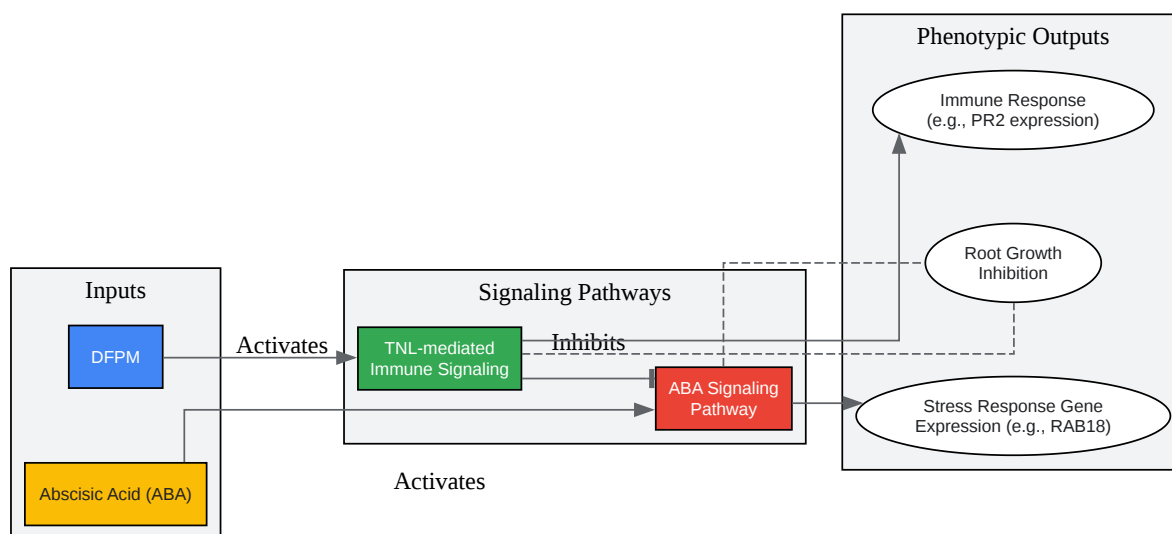 Phenotypic Outputs
Immune Response
(e.g., PR2 expression)
Root Growth
Inhibition
Inputs
Signaling Pathways
DFPM
Activates
TNL-mediated
Immune Signaling
Inhibits
ABA Signaling
Pathway
Stress Response Gene
Expression (e.g., RAB18)
Abscisic Acid (ABA)
Activates